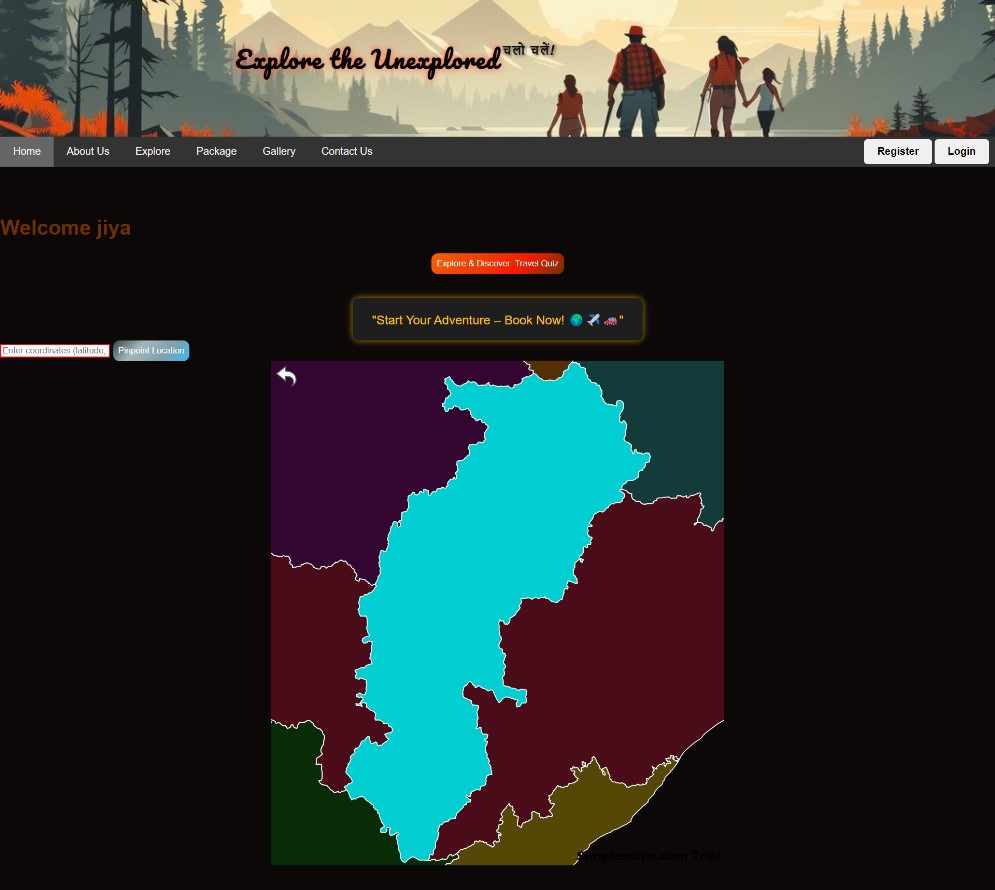 Explore the Unexplored चलो चलें!
Home About Us Explore Package Gallery Contact Us Register Login
Welcome jiya
Explore & Discover: Travel Quiz
"Start Your Adventure – Book Now! 🌍 ✈️ 🚗"
Enter coordinates (latitude, Pinpoint Location
Simplemaps.com Trial